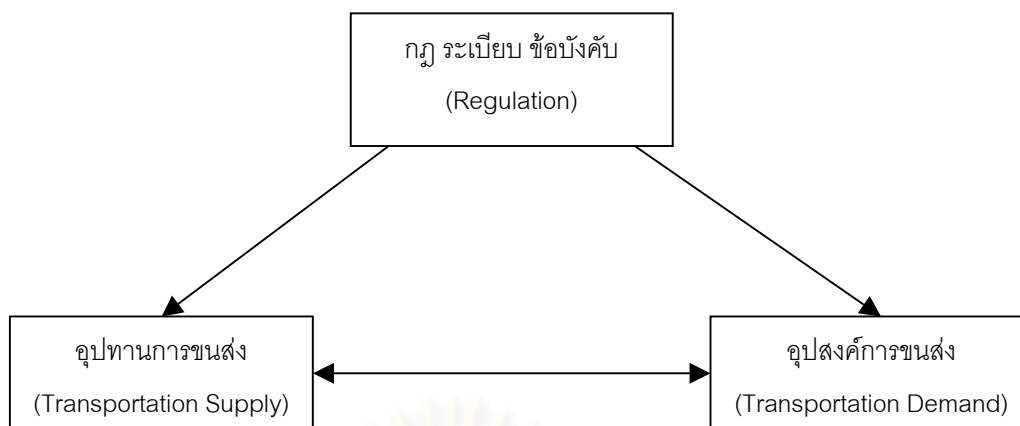 กฎ ระเบียบ ข้อบังคับ
(Regulation)
อุปทานการขนส่ง
(Transportation Supply)
อุปสงค์การขนส่ง
(Transportation Demand)